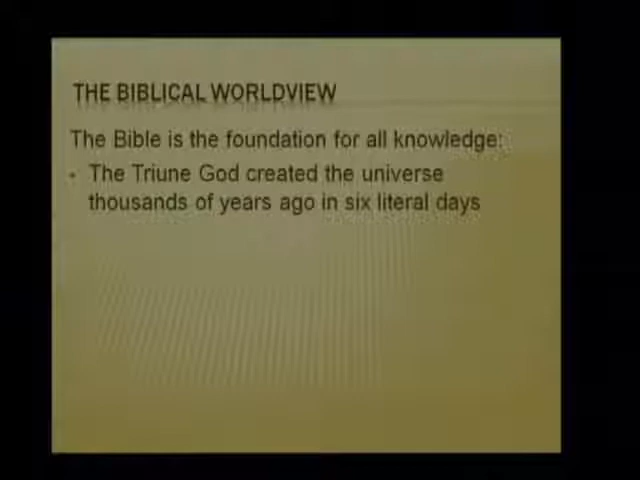 THE BIBLICAL WORLDVIEW
The Bible is the foundation for all knowledge:
• The Triune God created the universe
thousands of years ago in six literal days